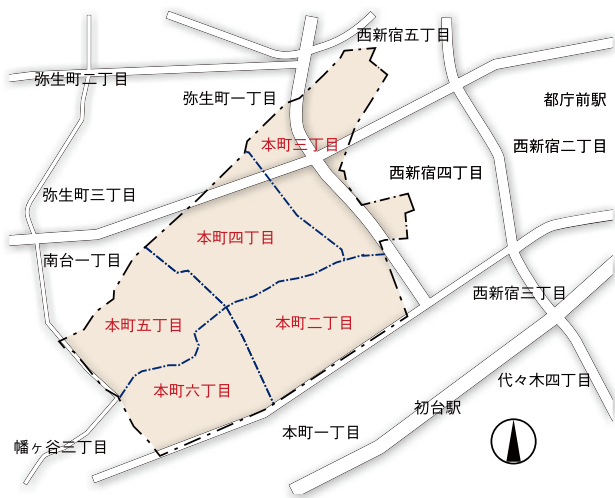 西新宿五丁目
弥生町二丁目
弥生町一丁目
都庁前駅
本町三丁目
西新宿二丁目
西新宿四丁目
弥生町三丁目
本町四丁目
南台一丁目
西新宿三丁目
本町五丁目
本町二丁目
代々木四丁目
本町六丁目
初台駅
本町一丁目
幡ヶ谷三丁目